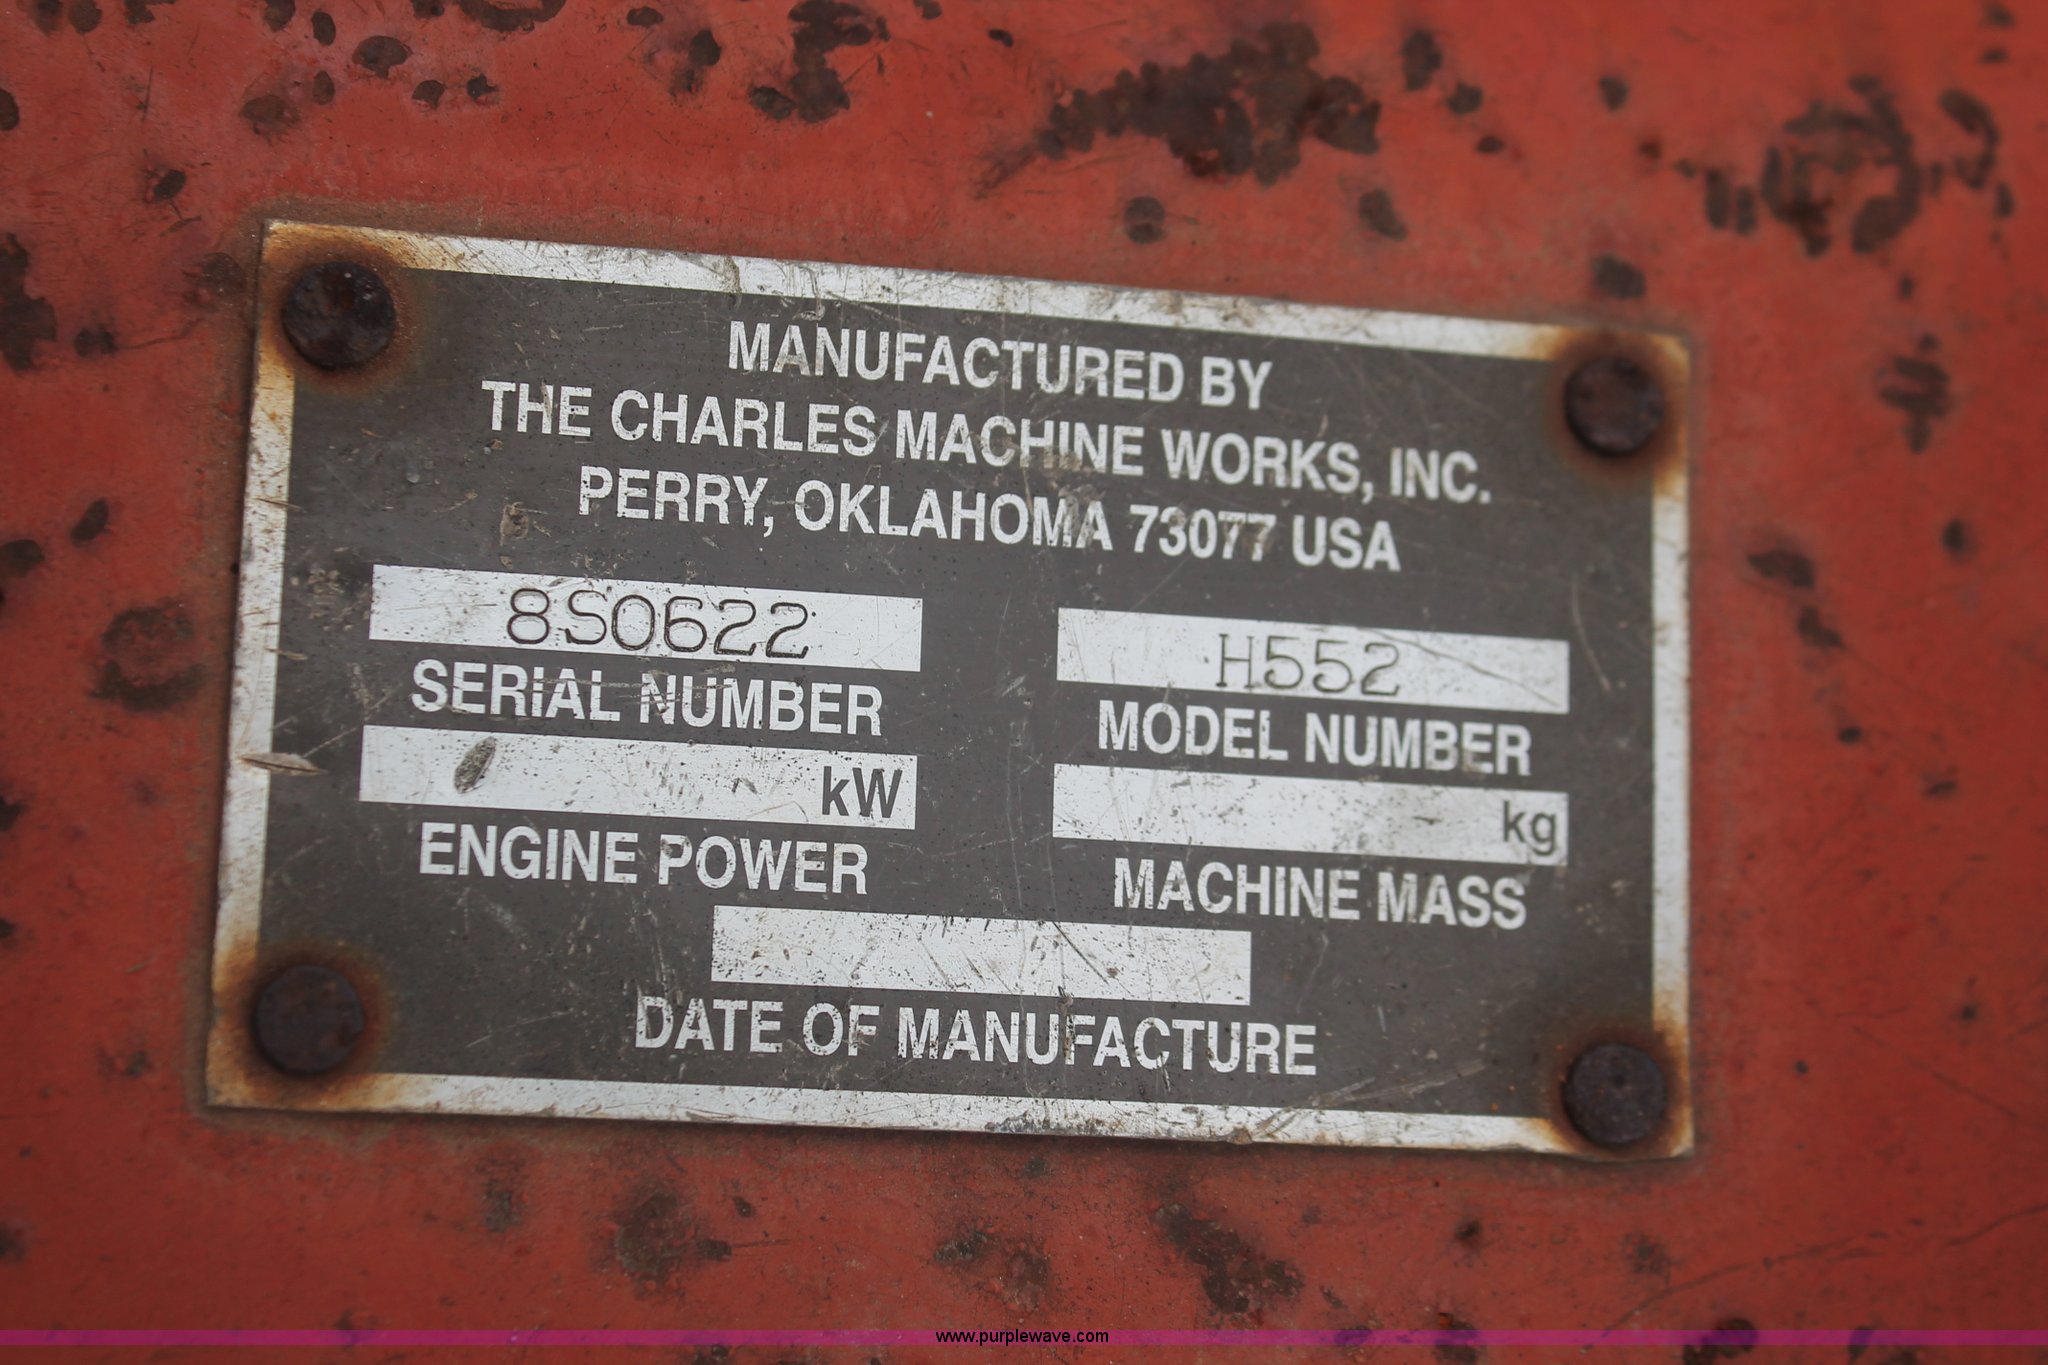 MANUFACTURED BY
THE CHARLES MACHINE WORKS, INC.
PERRY, OKLAHOMA 73077 USA
8S0622
H552
SERIAL NUMBER
MODEL NUMBER
kW
kg
ENGINE POWER
MACHINE MASS
DATE OF MANUFACTURE
www.purplewave.com